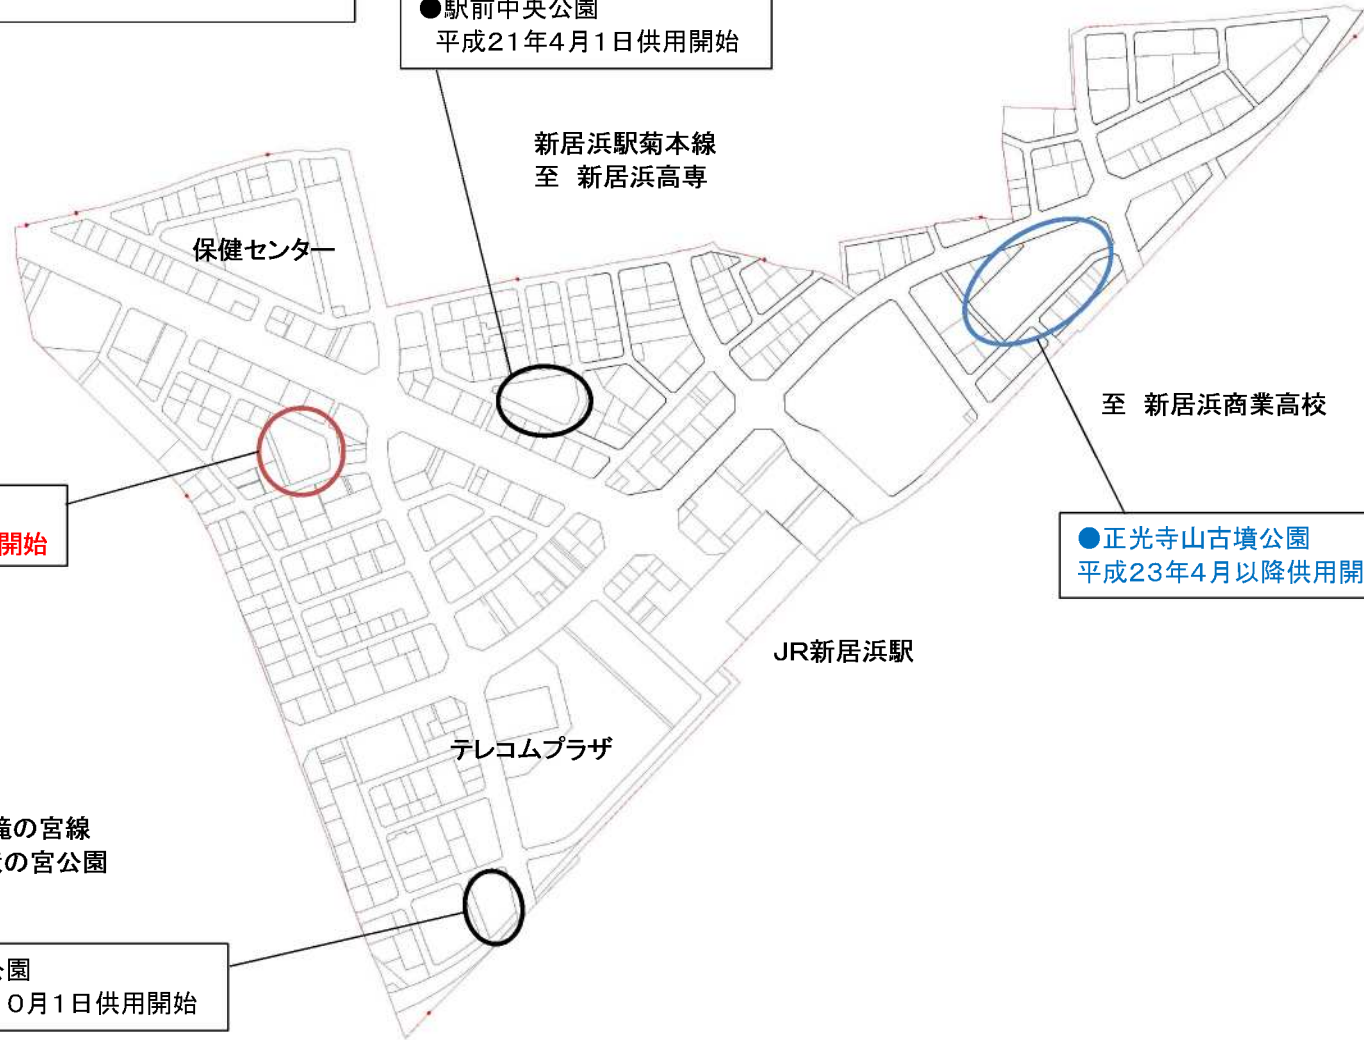 ●駅前中央公園
平成21年4月1日供用開始
新居浜駅菊本線
至 新居浜高専
保健センター
至 新居浜商業高校
開始
●正光寺山古墳公園
平成23年4月以降供用開
JR新居浜駅
テレコムプラザ
滝の宮線
の宮公園
公園
0月1日供用開始